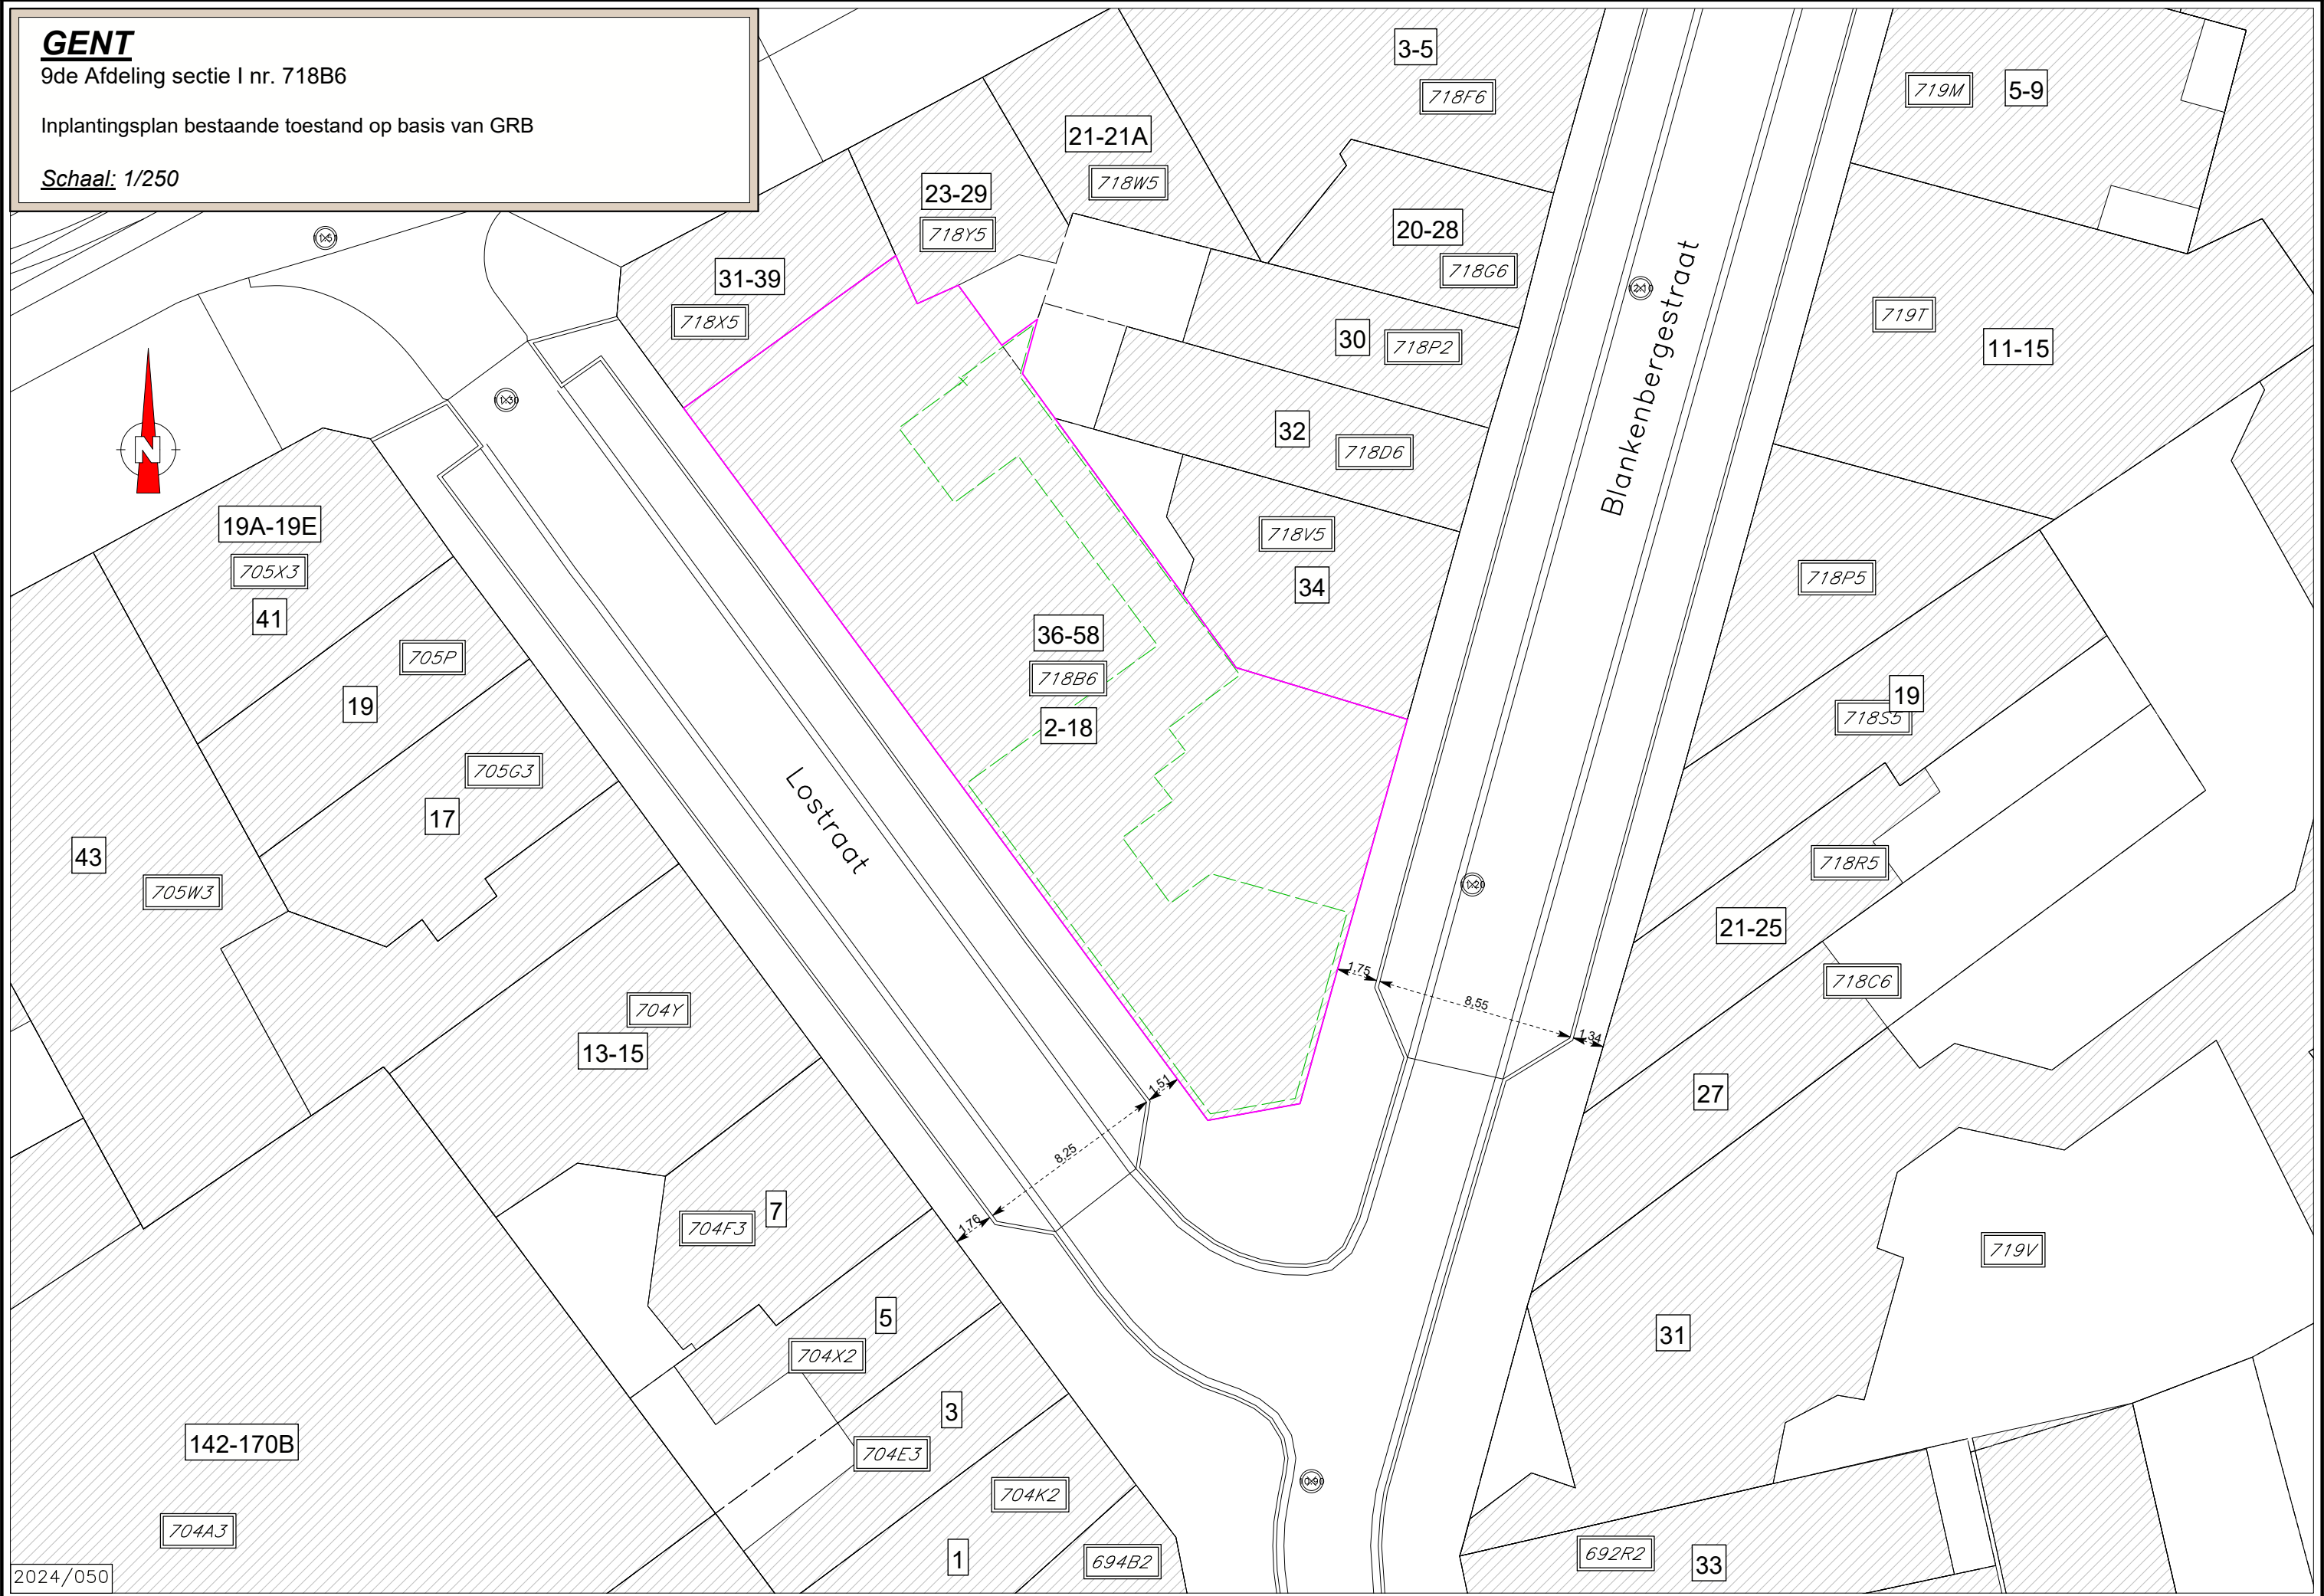 GENT
9de Afdeling sectie I nr. 718B6
Inplantingsplan bestaande toestand op basis van GRB
Schaal: 1/250
3-5
718F6
719M
5-9
21-21A
718W5
23-29
718Y5
20-28
718G6
31-39
718X5
30
718P2
719T
11-15
32
718D6
Blankenbergestraat
N
19A-19E
705X3
41
718V5
34
718P5
36-58
718B6
2-18
705P
19
19
718S5
705G3
17
Lostraat
43
705W3
718R5
21-25
718C6
1,75
8,55
1,34
704Y
13-15
27
1,51
8,25
1,76
704F3
7
719V
5
704X2
31
3
704E3
142-170B
704K2
704A3
1
694B2
692R2
33
2024/050